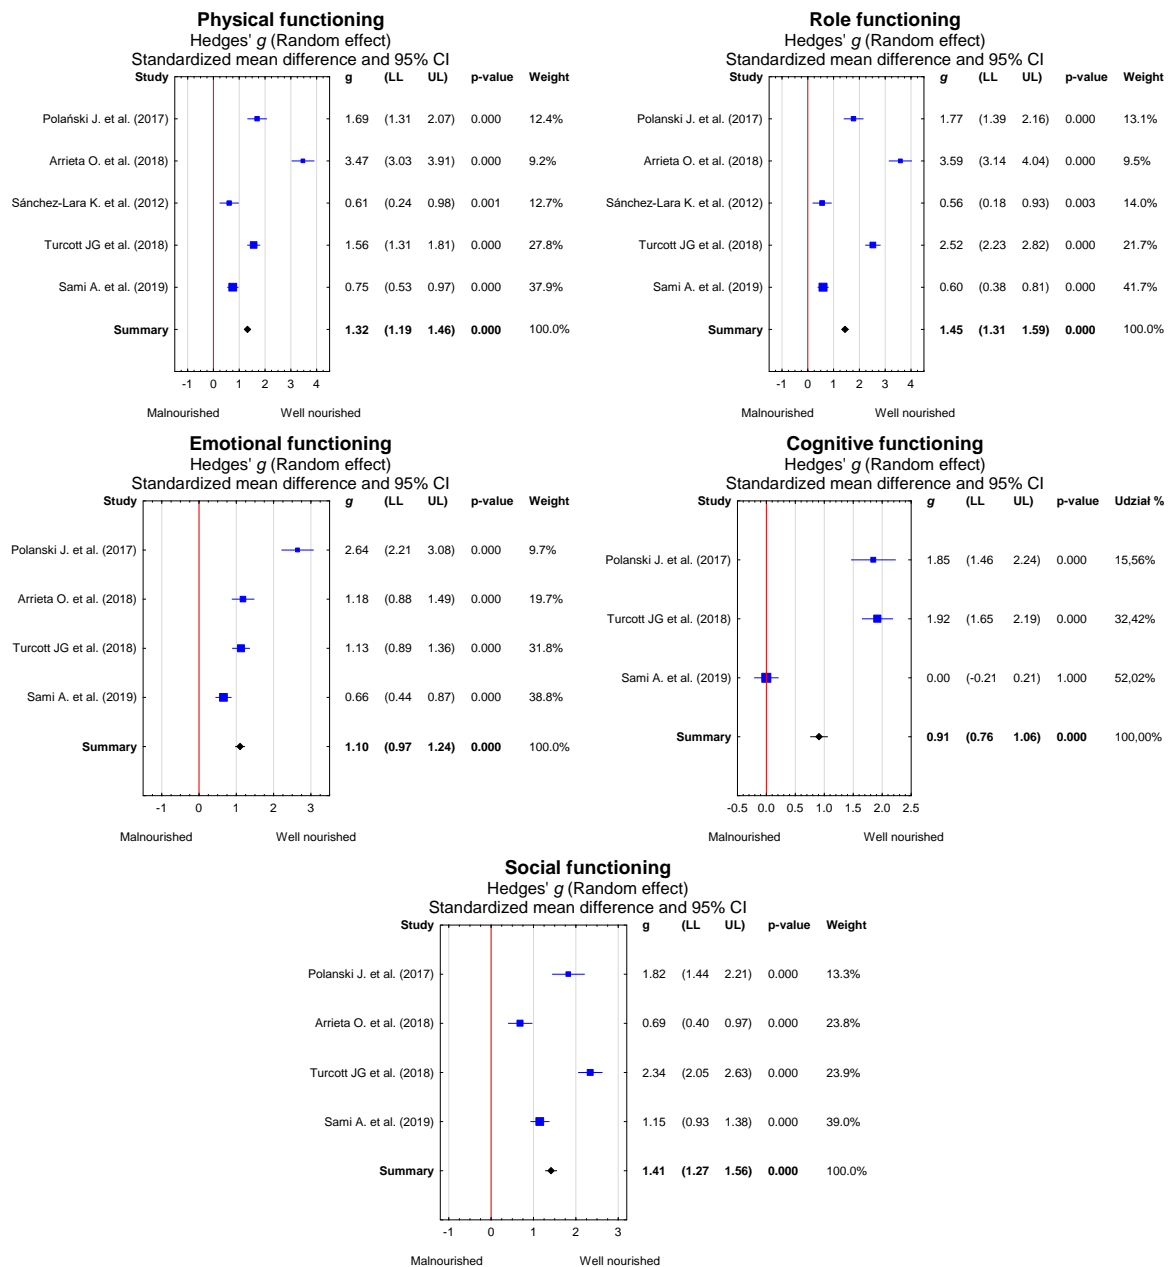 Physical functioning
Hedges' g (Random effect)
Standardized mean difference and 95% CI
Study g (LL UL) p-value Weight
Polański J. et al. (2017) 1.69 (1.31 2.07) 0.000 12.4%
Arrieta O. et al. (2018) 3.47 (3.03 3.91) 0.000 9.2%
Sánchez-Lara K. et al. (2012) 0.61 (0.24 0.98) 0.001 12.7%
Turcott JG et al. (2018) 1.56 (1.31 1.81) 0.000 27.8%
Sami A. et al. (2019) 0.75 (0.53 0.97) 0.000 37.9%
Summary 1.32 (1.19 1.46) 0.000 100.0%
-1 0 1 2 3 4
Malnourished Well nourished
Role functioning
Hedges' g (Random effect)
Standardized mean difference and 95% CI
Study g (LL UL) p-value Weight
Polanski J. et al. (2017) 1.77 (1.39 2.16) 0.000 13.1%
Arrieta O. et al. (2018) 3.59 (3.14 4.04) 0.000 9.5%
Sánchez-Lara K. et al. (2012) 0.56 (0.18 0.93) 0.003 14.0%
Turcott JG et al. (2018) 2.52 (2.23 2.82) 0.000 21.7%
Sami A. et al. (2019) 0.60 (0.38 0.81) 0.000 41.7%
Summary 1.45 (1.31 1.59) 0.000 100.0%
-1 0 1 2 3 4
Malnourished Well nourished
Emotional functioning
Hedges' g (Random effect)
Standardized mean difference and 95% CI
Study g (LL UL) p-value Weight
Polanski J. et al. (2017) 2.64 (2.21 3.08) 0.000 9.7%
Arrieta O. et al. (2018) 1.18 (0.88 1.49) 0.000 19.7%
Turcott JG et al. (2018) 1.13 (0.89 1.36) 0.000 31.8%
Sami A. et al. (2019) 0.66 (0.44 0.87) 0.000 38.8%
Summary 1.10 (0.97 1.24) 0.000 100.0%
-1 0 1 2 3
Malnourished Well nourished
Cognitive functioning
Hedges' g (Random effect)
Standardized mean difference and 95% CI
Study g (LL UL) p-value Udział %
Polanski J. et al. (2017) 1.85 (1.46 2.24) 0.000 15,56%
Turcott JG et al. (2018) 1.92 (1.65 2.19) 0.000 32,42%
Sami A. et al. (2019) 0.00 (-0.21 0.21) 1.000 52,02%
Summary 0.91 (0.76 1.06) 0.000 100,00%
-0.5 0.0 0.5 1.0 1.5 2.0 2.5
Malnourished Well nourished
Social functioning
Hedges' g (Random effect)
Standardized mean difference and 95% CI
Study g (LL UL) p-value Weight
Polanski J. et al. (2017) 1.82 (1.44 2.21) 0.000 13.3%
Arrieta O. et al. (2018) 0.69 (0.40 0.97) 0.000 23.8%
Turcott JG et al. (2018) 2.34 (2.05 2.63) 0.000 23.9%
Sami A. et al. (2019) 1.15 (0.93 1.38) 0.000 39.0%
Summary 1.41 (1.27 1.56) 0.000 100.0%
-1 0 1 2 3
Malnourished Well nourished